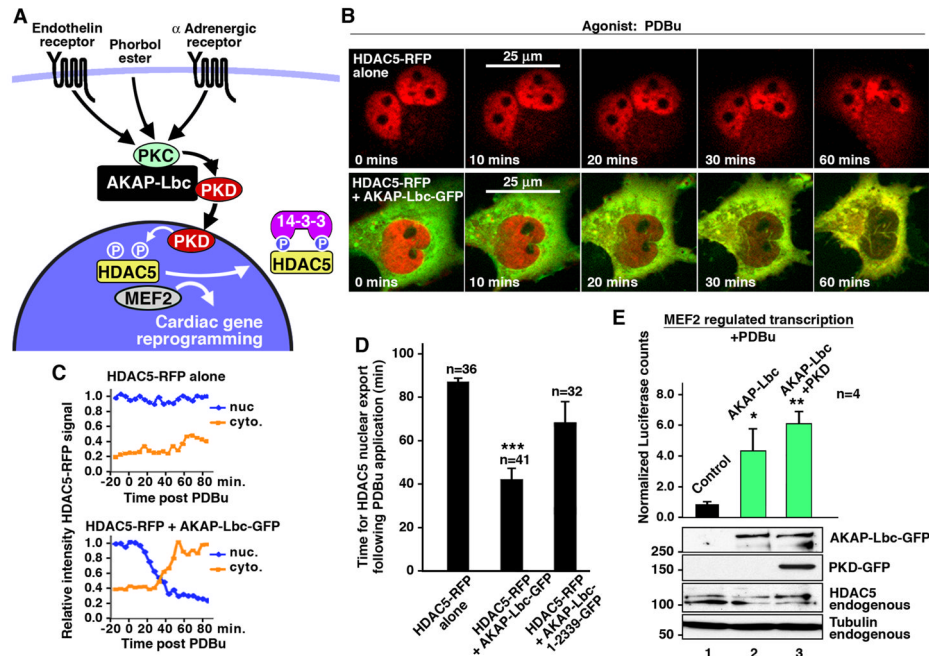 A
Endothelin
receptor
Phorbol
ester
α Adrenergic
receptor
PKC
AKAP-Lbc
PKD
PKD
14-3-3
P P
HDAC5
P P
HDAC5
MEF2
Cardiac gene
reprogramming
B
Agonist: PDBu
HDAC5-RFP
alone
25 µm
0 mins
10 mins
20 mins
30 mins
60 mins
HDAC5-RFP
+ AKAP-Lbc-GFP
25 µm
0 mins
10 mins
20 mins
30 mins
60 mins
C
Relative intensity HDAC5-RFP signal
HDAC5-RFP alone
1.0
0.8
0.6
0.4
0.2
0.0
nuc
cyto.
-20 0 20 40 60 80 min.
Time post PDBu
HDAC5-RFP + AKAP-Lbc-GFP
1.0
0.8
0.6
0.4
0.2
0.0
nuc.
cyto.
-20 0 20 40 60 80 min.
Time post PDBu
D
Time for HDAC5 nuclear export
following PDBu application (min)
100
80
60
40
20
0
n=36
***
n=41
n=32
HDAC5-RFP
alone
HDAC5-RFP
+ AKAP-Lbc-GFP
HDAC5-RFP
+ AKAP-Lbc-
1-2339-GFP
E
MEF2 regulated transcription
+PDBu
Normalized Luciferase counts
8.0
6.0
4.0
2.0
0.0
Control
AKAP-Lbc
*
AKAP-Lbc
+PKD
**
n=4
250
AKAP-Lbc-GFP
150
PKD-GFP
100
HDAC5
endogenous
50
Tubulin
endogenous
1 2 3